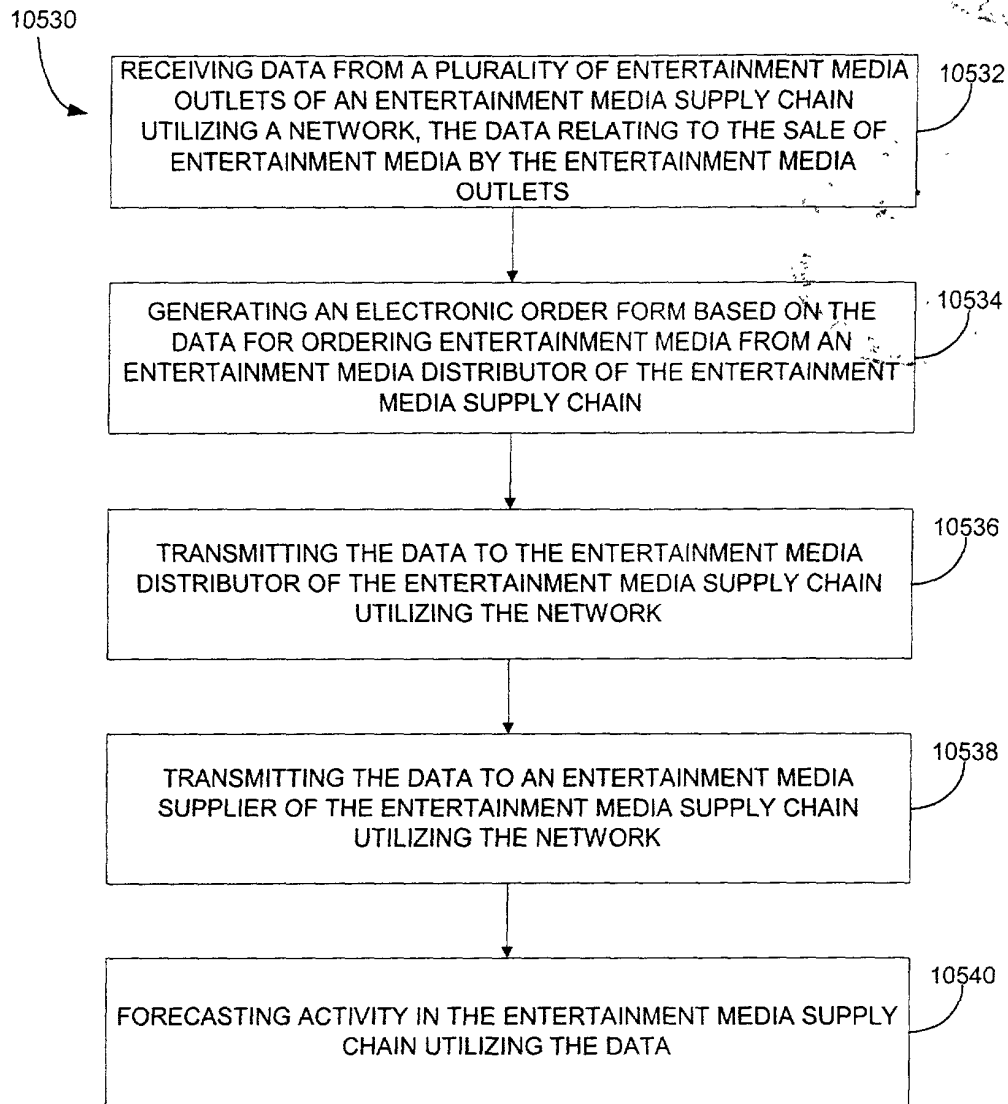 10530
RECEIVING DATA FROM A PLURALITY OF ENTERTAINMENT MEDIA
OUTLETS OF AN ENTERTAINMENT MEDIA SUPPLY CHAIN
UTILIZING A NETWORK, THE DATA RELATING TO THE SALE OF
ENTERTAINMENT MEDIA BY THE ENTERTAINMENT MEDIA
OUTLETS
10532
GENERATING AN ELECTRONIC ORDER FORM BASED ON THE
DATA FOR ORDERING ENTERTAINMENT MEDIA FROM AN
ENTERTAINMENT MEDIA DISTRIBUTOR OF THE ENTERTAINMENT
MEDIA SUPPLY CHAIN
10534
TRANSMITTING THE DATA TO THE ENTERTAINMENT MEDIA
DISTRIBUTOR OF THE ENTERTAINMENT MEDIA SUPPLY CHAIN
UTILIZING THE NETWORK
10536
TRANSMITTING THE DATA TO AN ENTERTAINMENT MEDIA
SUPPLIER OF THE ENTERTAINMENT MEDIA SUPPLY CHAIN
UTILIZING THE NETWORK
10538
FORECASTING ACTIVITY IN THE ENTERTAINMENT MEDIA SUPPLY
CHAIN UTILIZING THE DATA
10540